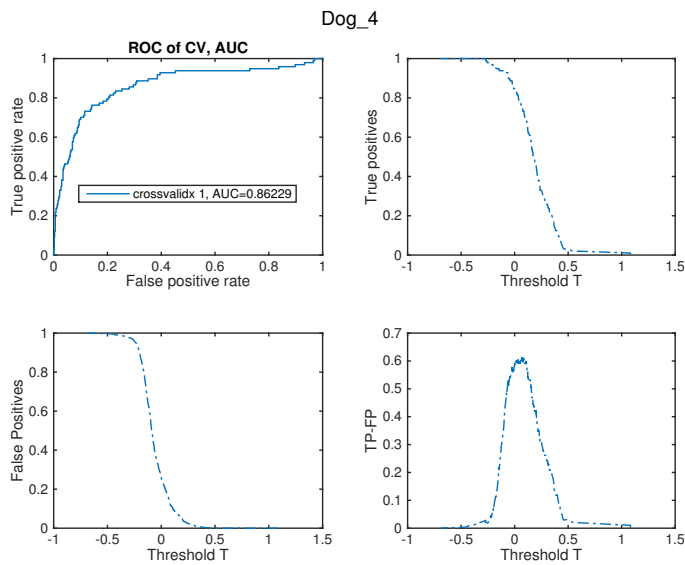 Dog_4
ROC of CV, AUC
True positive rate
1
0.8
0.6
0.4
0.2
0
crossvalidx 1, AUC=0.86229
0 0.2 0.4 0.6 0.8 1
False positive rate
True positives
1
0.8
0.6
0.4
0.2
0
-1 -0.5 0 0.5 1 1.5
Threshold T
False Positives
1
0.8
0.6
0.4
0.2
0
-1 -0.5 0 0.5 1 1.5
Threshold T
TP-FP
0.7
0.6
0.5
0.4
0.3
0.2
0.1
0
-1 -0.5 0 0.5 1 1.5
Threshold T